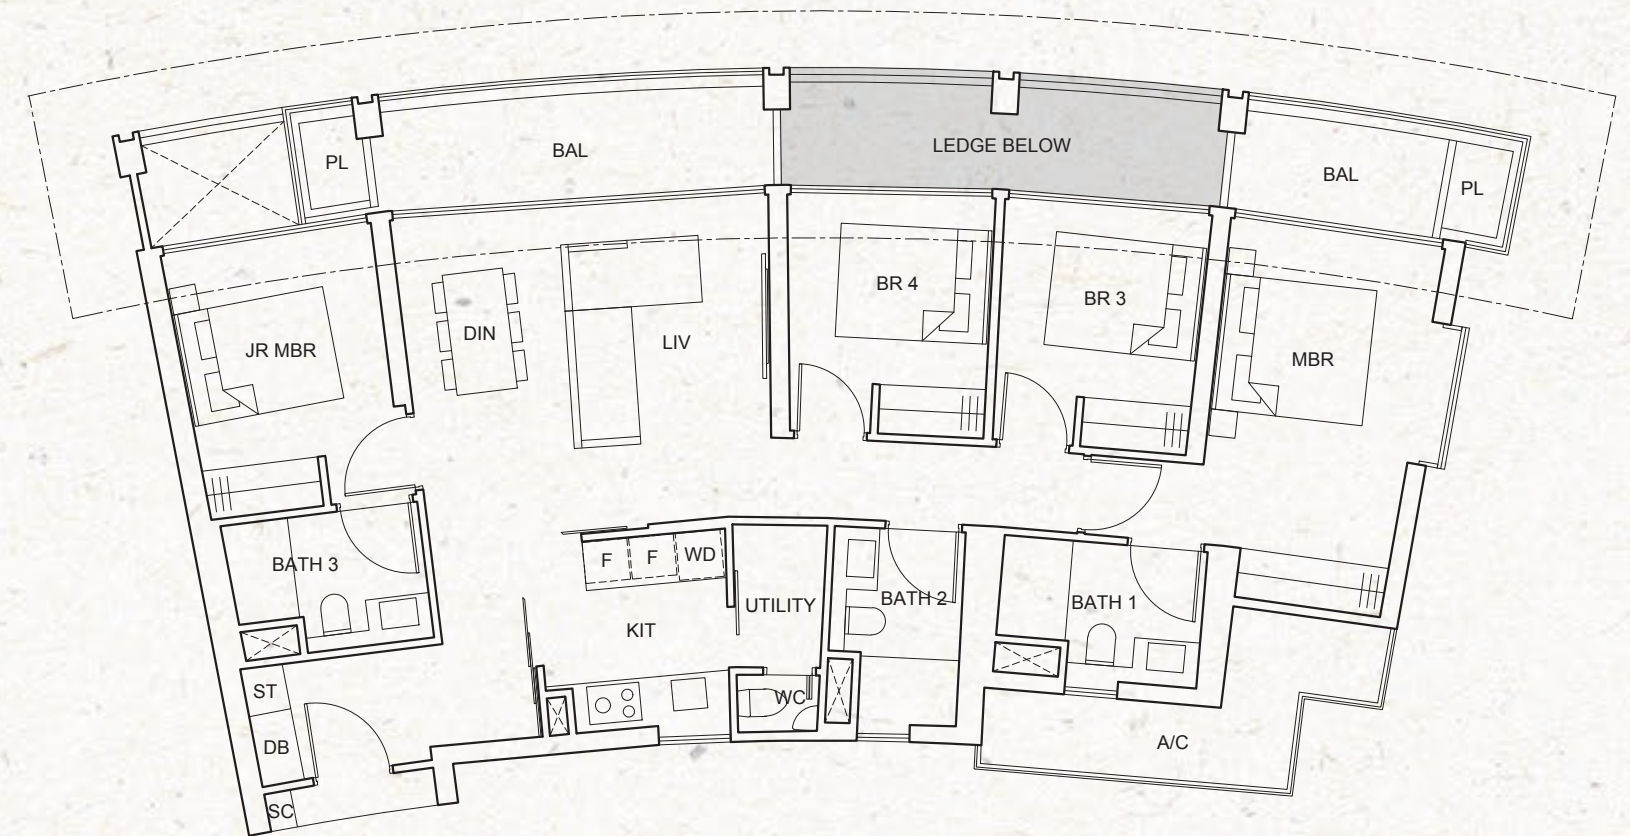 PL
BAL
LEDGE BELOW
BAL
PL
JR MBR
DIN
LIV
BR 4
BR 3
MBR
BATH 3
F
F
WD
KIT
UTILITY
BATH 2
BATH 1
ST
DB
SC
WC
A/C